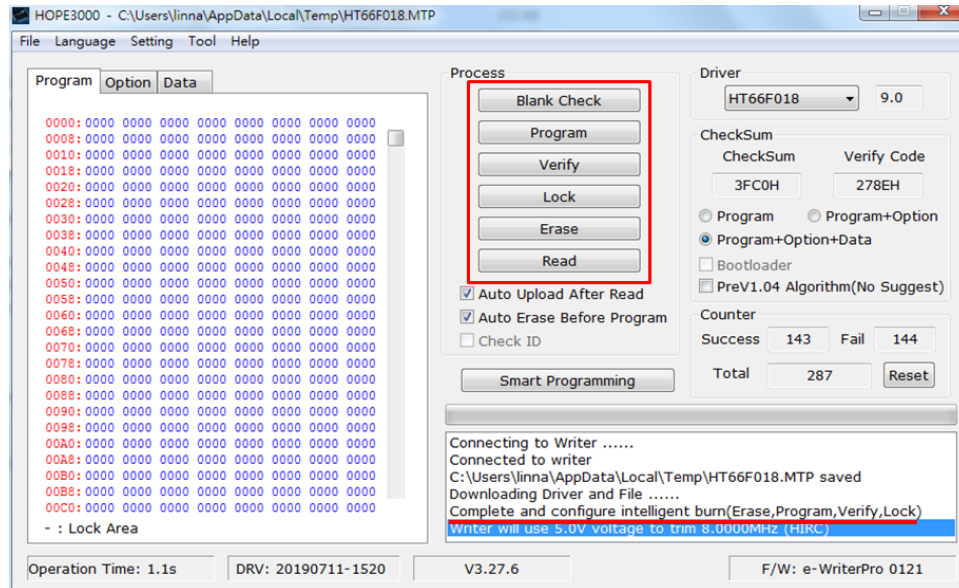 HOPE3000 - C:\Users\linna\AppData\Local\Temp\HT66F018.MTP
File Language Setting Tool Help
Program Option Data
0000: 0000 0000 0000 0000 0000 0000 0000 0000
0008: 0000 0000 0000 0000 0000 0000 0000 0000
0010: 0000 0000 0000 0000 0000 0000 0000 0000
0018: 0000 0000 0000 0000 0000 0000 0000 0000
0020: 0000 0000 0000 0000 0000 0000 0000 0000
0028: 0000 0000 0000 0000 0000 0000 0000 0000
0030: 0000 0000 0000 0000 0000 0000 0000 0000
0038: 0000 0000 0000 0000 0000 0000 0000 0000
0040: 0000 0000 0000 0000 0000 0000 0000 0000
0048: 0000 0000 0000 0000 0000 0000 0000 0000
0050: 0000 0000 0000 0000 0000 0000 0000 0000
0058: 0000 0000 0000 0000 0000 0000 0000 0000
0060: 0000 0000 0000 0000 0000 0000 0000 0000
0068: 0000 0000 0000 0000 0000 0000 0000 0000
0070: 0000 0000 0000 0000 0000 0000 0000 0000
0078: 0000 0000 0000 0000 0000 0000 0000 0000
0080: 0000 0000 0000 0000 0000 0000 0000 0000
0088: 0000 0000 0000 0000 0000 0000 0000 0000
0090: 0000 0000 0000 0000 0000 0000 0000 0000
0098: 0000 0000 0000 0000 0000 0000 0000 0000
00A0: 0000 0000 0000 0000 0000 0000 0000 0000
00A8: 0000 0000 0000 0000 0000 0000 0000 0000
00B0: 0000 0000 0000 0000 0000 0000 0000 0000
00B8: 0000 0000 0000 0000 0000 0000 0000 0000
00C0: 0000 0000 0000 0000 0000 0000 0000 0000
- : Lock Area
Process
Blank Check
Program
Verify
Lock
Erase
Read
Auto Upload After Read
Auto Erase Before Program
Check ID
Smart Programming
Driver
HT66F018 9.0
CheckSum
CheckSum Verify Code
3FC0H 278EH
Program Program+Option
Program+Option+Data
Bootloader
PreV1.04 Algorithm(No Suggest)
Counter
Success 143 Fail 144
Total 287 Reset
Connecting to Writer ......
Connected to writer
C:\Users\linna\AppData\Local\Temp\HT66F018.MTP saved
Downloading Driver and File ......
Complete and configure intelligent burn(Erase,Program,Verify,Lock)
Writer will use 5.0V voltage to trim 8.0000MHz (HIRC)
Operation Time: 1.1s DRV: 20190711-1520 V3.27.6 F/W: e-WriterPro 0121